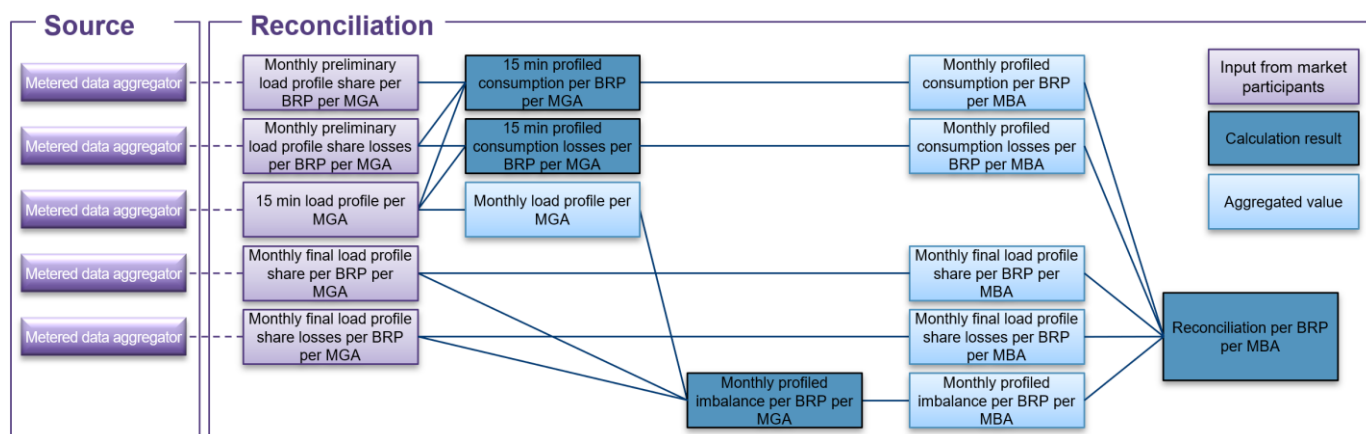 Source
Reconciliation
Metered data aggregator
Monthly preliminary
load profile share per
BRP per MGA
15 min profiled
consumption per BRP
per MGA
Monthly profiled
consumption per BRP
per MBA
Input from market
participants
Metered data aggregator
Monthly preliminary
load profile share losses
per BRP per MGA
15 min profiled
consumption losses per
BRP per MGA
Monthly profiled
consumption losses per
BRP per MBA
Calculation result
Metered data aggregator
15 min load profile per
MGA
Monthly load profile per
MGA
Aggregated value
Metered data aggregator
Monthly final load profile
share per BRP per
MGA
Monthly final load profile
share per BRP per
MBA
Metered data aggregator
Monthly final load profile
share losses per BRP
per MGA
Monthly final load profile
share losses per BRP
per MBA
Reconciliation per BRP
per MBA
Monthly profiled
imbalance per BRP per
MGA
Monthly profiled
imbalance per BRP per
MBA